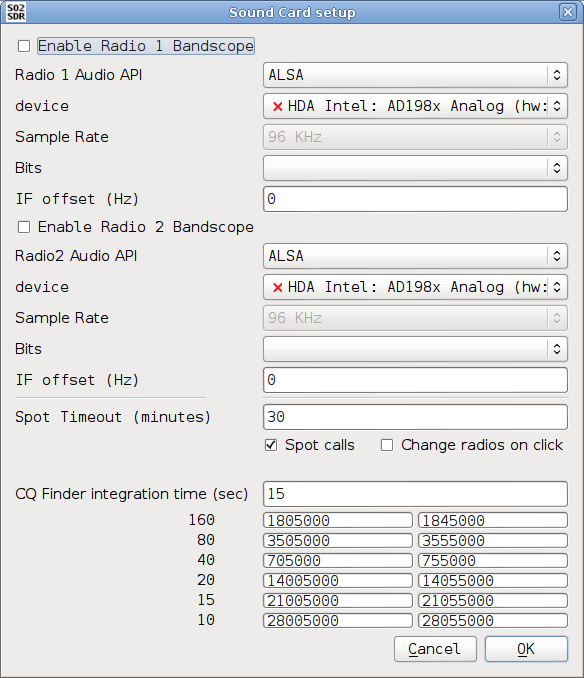 SO2
SDR
Sound Card setup
Enable Radio 1 Bandscope
Radio 1 Audio API ALSA
device HDA Intel: AD198x Analog (hw:
Sample Rate 96 KHz
Bits
IF offset (Hz) 0
Enable Radio 2 Bandscope
Radio2 Audio API ALSA
device HDA Intel: AD198x Analog (hw:
Sample Rate 96 KHz
Bits
IF offset (Hz) 0
Spot Timeout (minutes) 30
Spot calls Change radios on click
CQ Finder integration time (sec) 15
160 1805000 1845000
80 3505000 3555000
40 705000 755000
20 14005000 14055000
15 21005000 21055000
10 28005000 28055000
Cancel OK